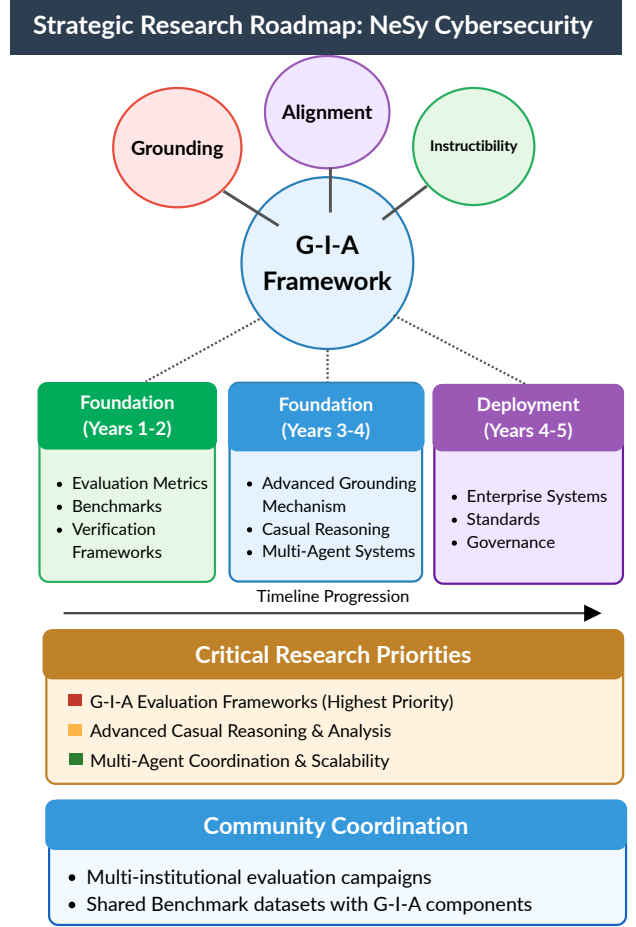 Strategic Research Roadmap: NeSy Cybersecurity
Grounding
Alignment
Instructibility
G-I-A
Framework
Foundation
(Years 1-2)
• Evaluation Metrics
• Benchmarks
• Verification
Frameworks
Foundation
(Years 3-4)
• Advanced Grounding
Mechanism
• Casual Reasoning
• Multi-Agent Systems
Deployment
(Years 4-5)
• Enterprise Systems
• Standards
• Governance
Timeline Progression
Critical Research Priorities
G-I-A Evaluation Frameworks (Highest Priority)
Advanced Casual Reasoning & Analysis
Multi-Agent Coordination & Scalability
Community Coordination
• Multi-institutional evaluation campaigns
• Shared Benchmark datasets with G-I-A components